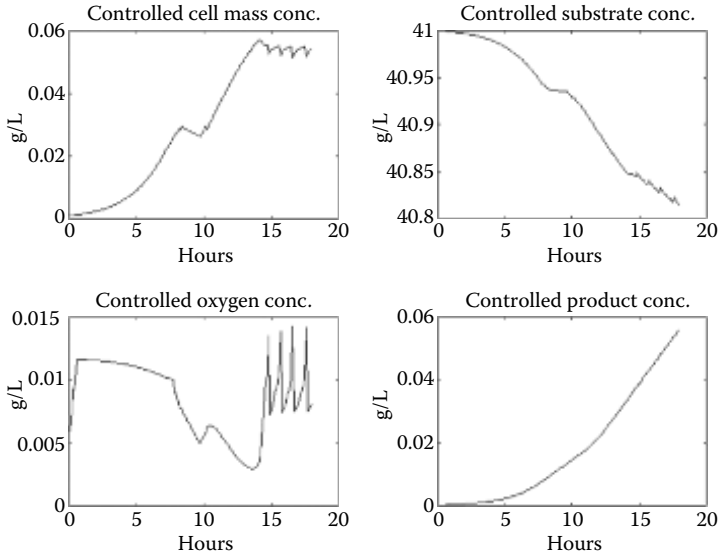 Controlled cell mass conc.
0.06
0.04
0.02
0
g/L
0 5 10 15 20
Hours
Controlled substrate conc.
41
40.95
40.9
40.85
40.8
g/L
0 5 10 15 20
Hours
Controlled oxygen conc.
0.015
0.010
0.005
0
g/L
0 5 10 15 20
Hours
Controlled product conc.
0.06
0.04
0.02
0
g/L
0 5 10 15 20
Hours